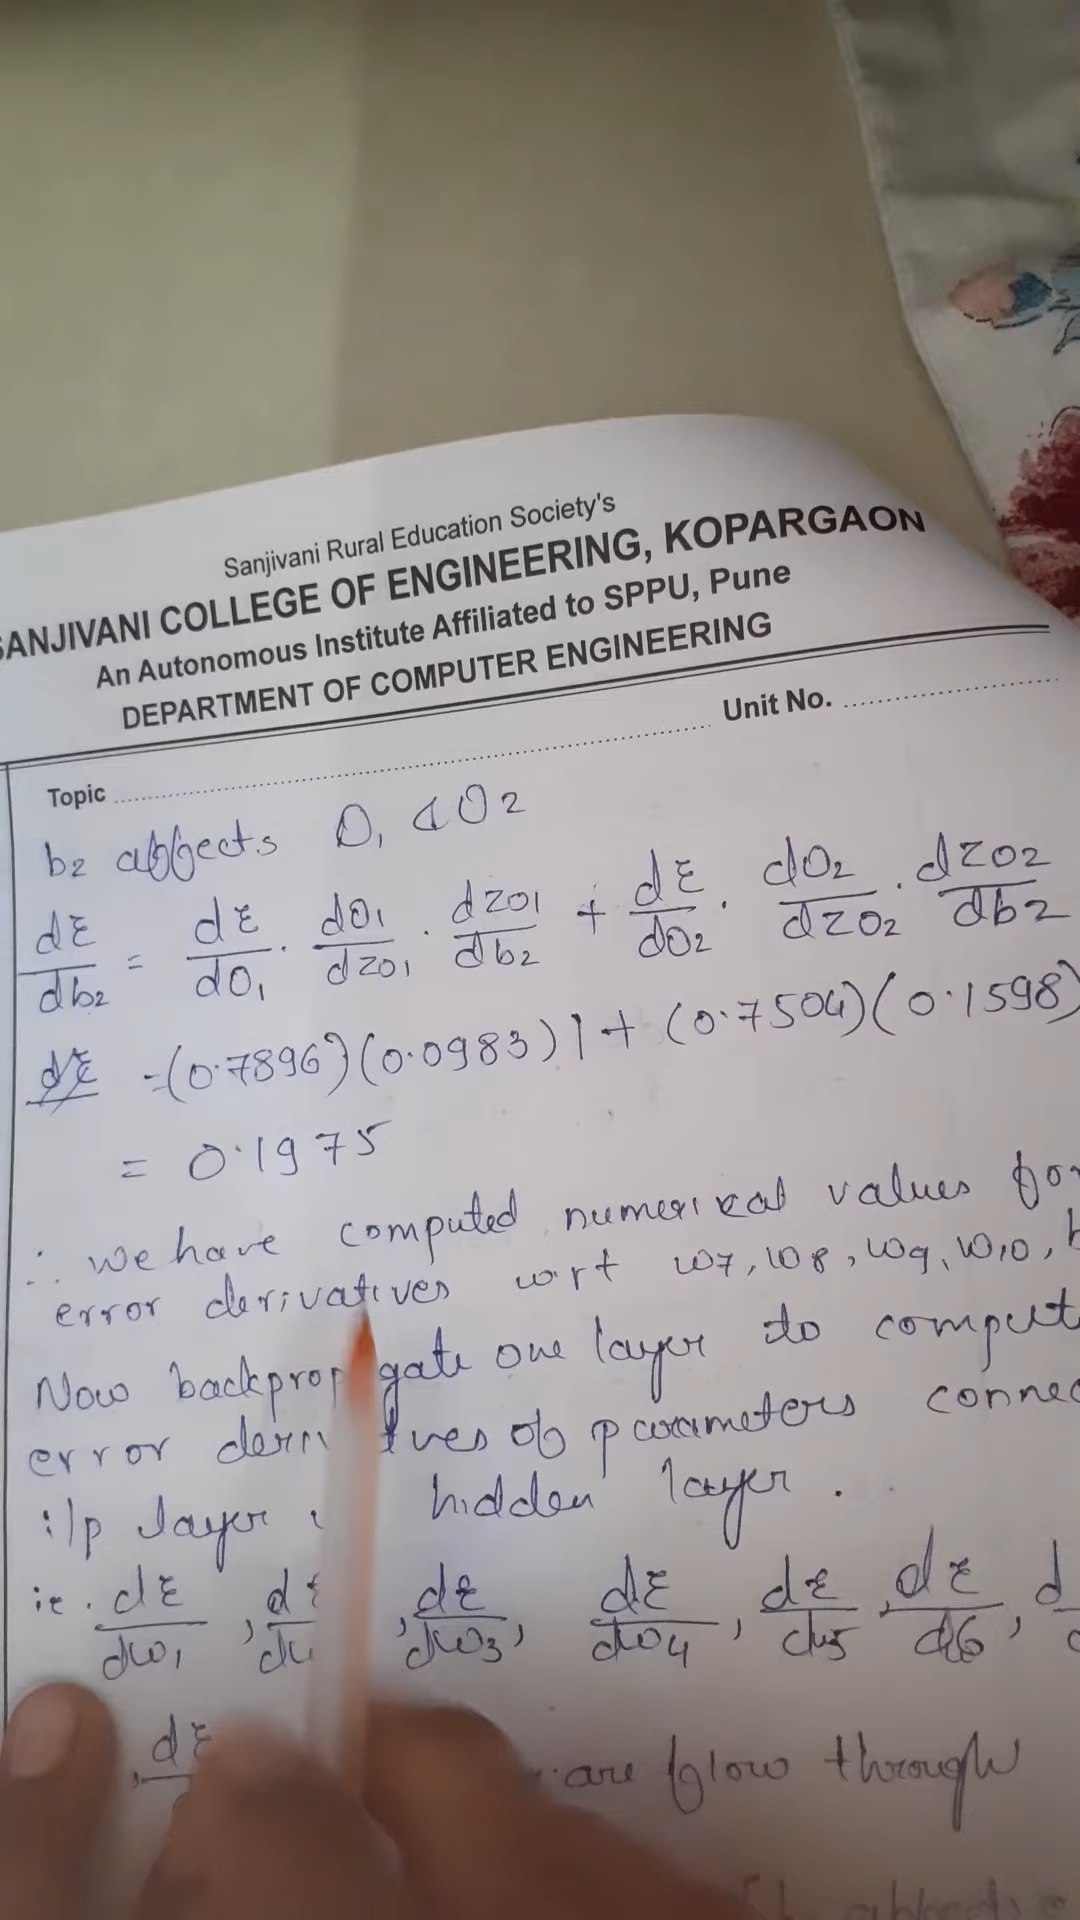 Sanjivani Rural Education Society's
SANJIVANI COLLEGE OF ENGINEERING, KOPARGAON
An Autonomous Institute Affiliated to SPPU, Pune
DEPARTMENT OF COMPUTER ENGINEERING
Topic Unit No.
b2 affects O1 & O2
dE/db2 = dE/dO1 . dO1/dZO1 . dZO1/db2 + dE/dO2 . dO2/dZO2 . dZO2/db2
= (0.7896)(0.0983)1 + (0.7504)(0.1598)
= 0.1975
∴ we have computed numerical values for
error derivatives wrt w7, w8, w9, w10,
Now backpropagate one layer to comput
error derivatives of parameters connec
i/p layer hidden layer.
ie. dE/dw1, dE/dw3, dE/dw4, dE/dw5, dE/d6,
dE
are flow through